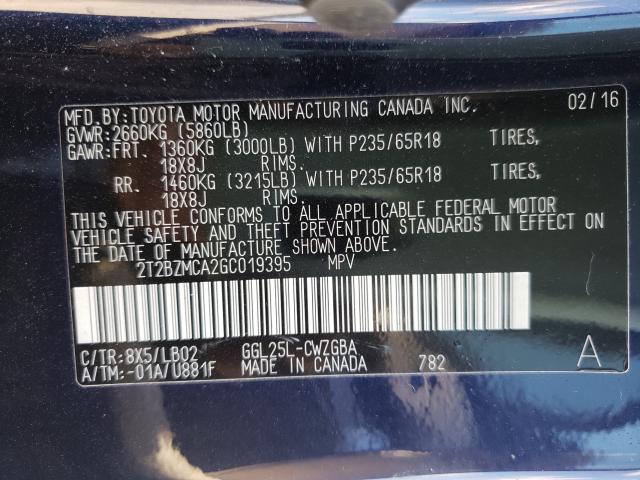 MFD.BY:TOYOTA MOTOR MANUFACTURING CANADA INC. 02/16
GVWR:2660KG (5860LB)
GAWR:FRT. 1360KG (3000LB) WITH P235/65R18 TIRES,
18X8J RIMS.
RR. 1460KG (3215LB) WITH P235/65R18 TIRES,
18X8J RIMS.
THIS VEHICLE CONFORMS TO ALL APPLICABLE FEDERAL MOTOR
VEHICLE SAFETY AND THEFT PREVENTION STANDARDS IN EFFECT ON
THE DATE OF MANUFACTURE SHOWN ABOVE.
2T2BZMCA2GC019395 MPV
C/TR:8X5/LB02 GGL25L-CWZGBA
A/TM:-01A/U881F MADE IN CANADA 782 A